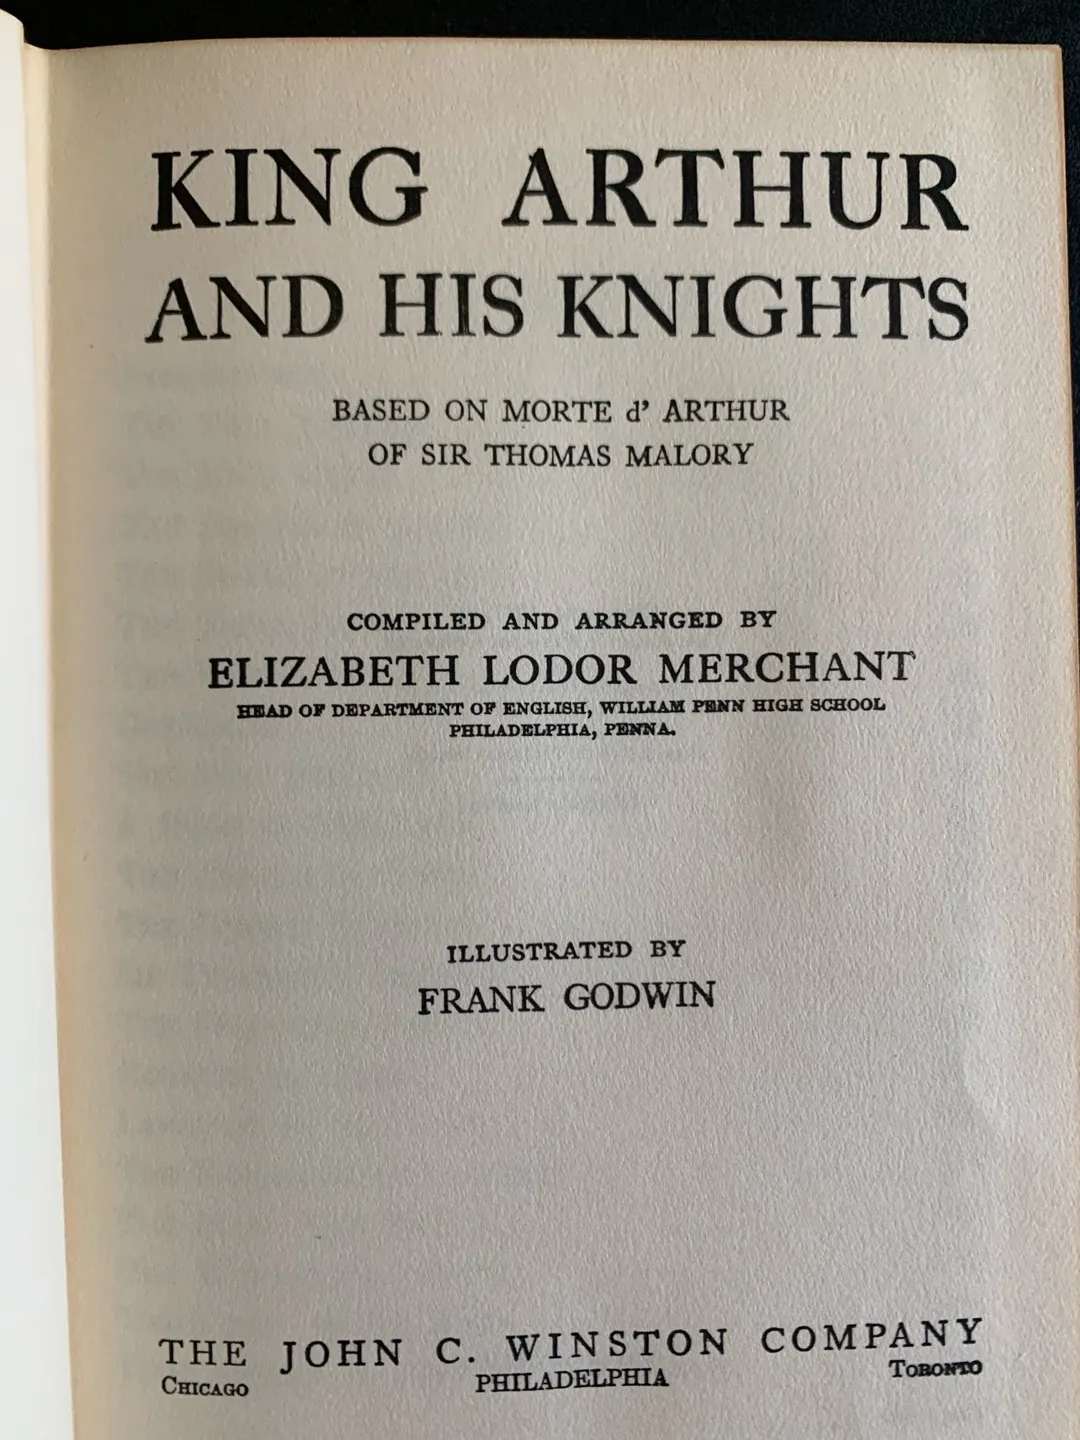 KING ARTHUR
AND HIS KNIGHTS
BASED ON MORTE d' ARTHUR
OF SIR THOMAS MALORY
COMPILED AND ARRANGED BY
ELIZABETH LODOR MERCHANT
HEAD OF DEPARTMENT OF ENGLISH, WILLIAM PENN HIGH SCHOOL
PHILADELPHIA, PENNA.
ILLUSTRATED BY
FRANK GODWIN
THE JOHN C. WINSTON COMPANY
CHICAGO PHILADELPHIA TORONTO